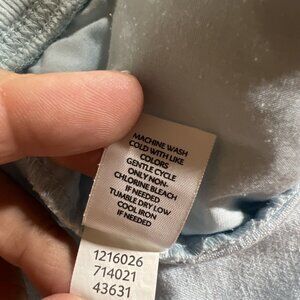 MACHINE WASH
COLD WITH LIKE
COLORS
GENTLE CYCLE
ONLY NON-
CHLORINE BLEACH
IF NEEDED
TUMBLE DRY LOW
COOL IRON
IF NEEDED
1216026
714021
43631